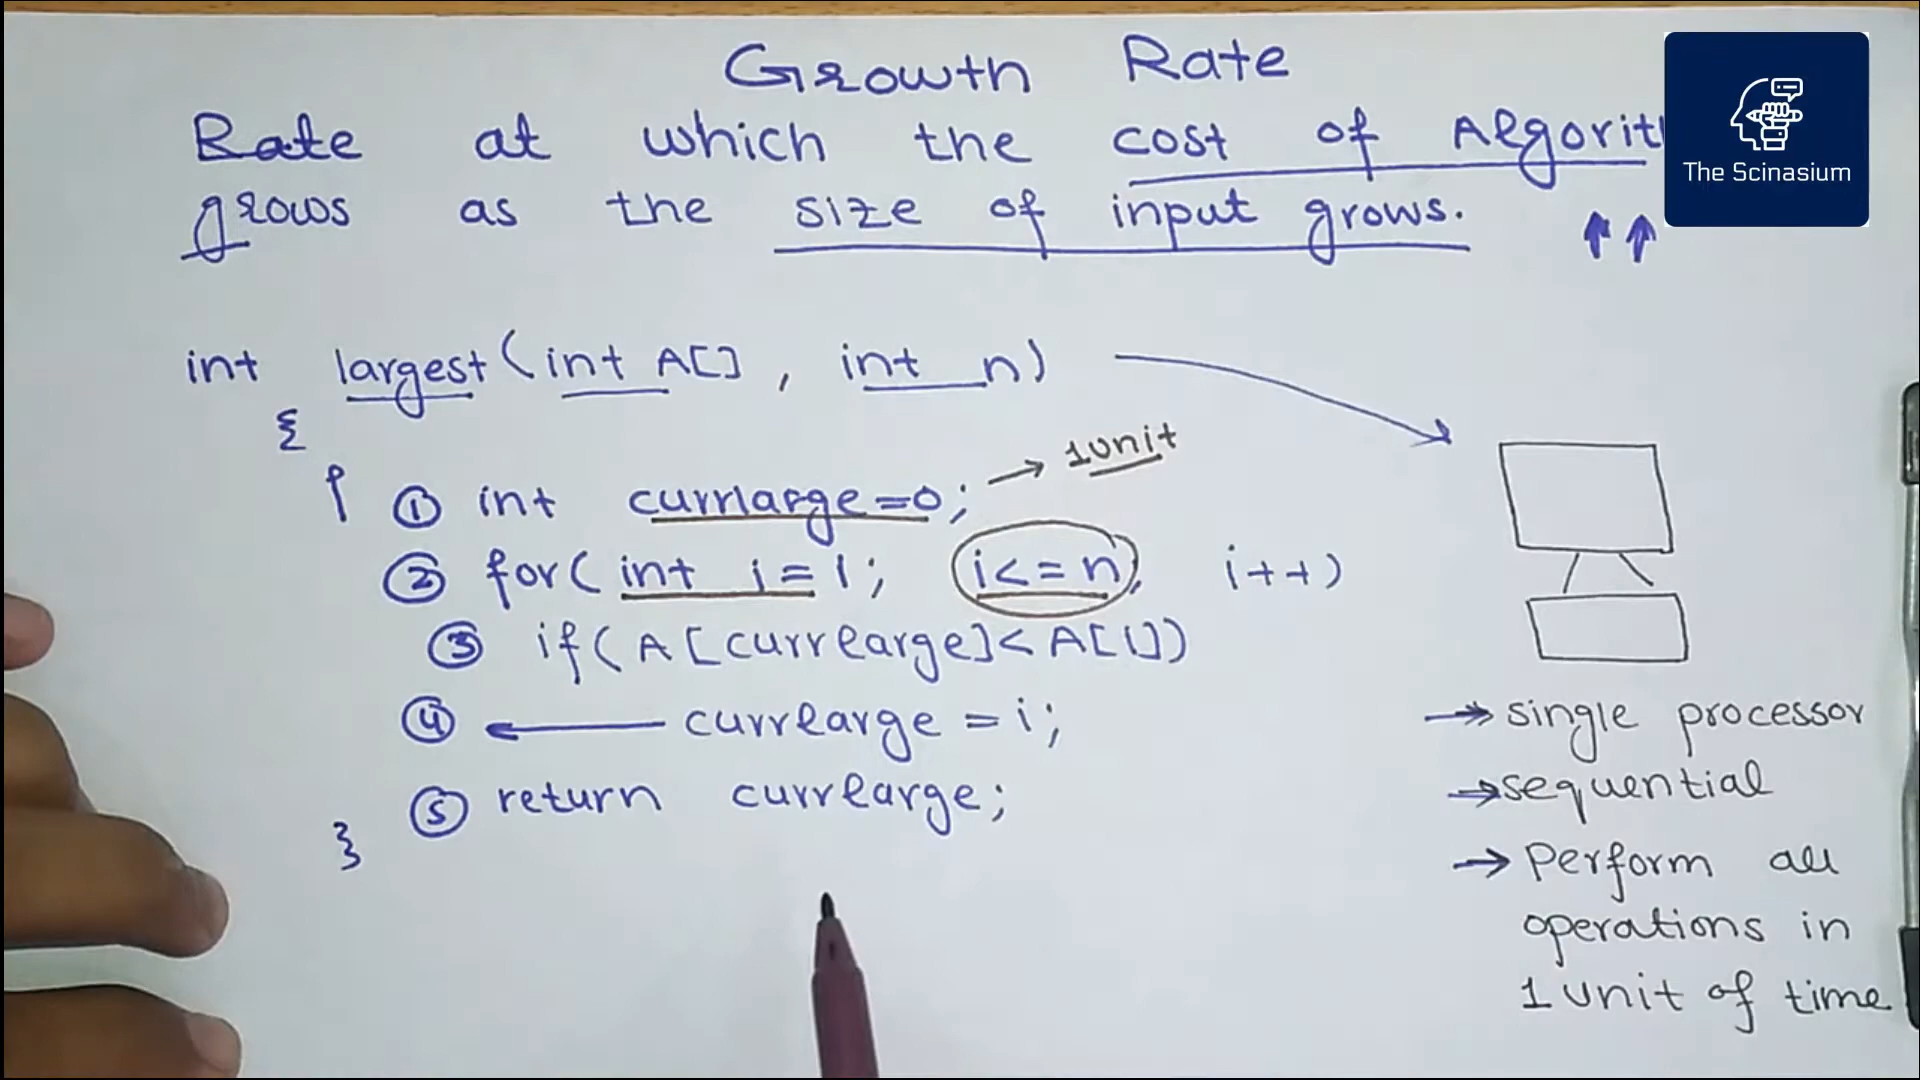 Growth Rate
Rate at which the cost of Algorit
grows as the size of input grows.
The Scinasium
int largest(int A[], int n)
{
① int currlarge=0; → 1unit
② for(int i=1; i<=n; i++)
③ if(A[currlarge]<A[i])
④ ← currlarge = i;
⑤ return currlarge;
}
→ single processor
→ sequential
→ Perform all
operations in
1 unit of time